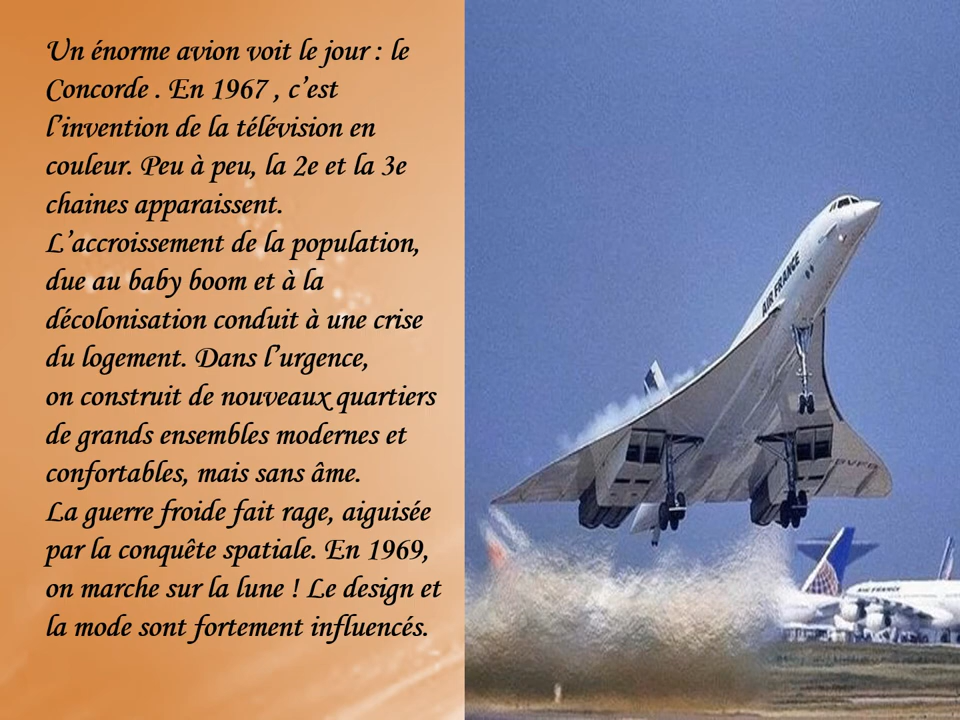 Un énorme avion voit le jour : le
Concorde . En 1967 , c’est
l’invention de la télévision en
couleur. Peu à peu, la 2e et la 3e
chaines apparaissent.
L’accroissement de la population,
due au baby boom et à la
décolonisation conduit à une crise
du logement. Dans l’urgence,
on construit de nouveaux quartiers
de grands ensembles modernes et
confortables, mais sans âme.
La guerre froide fait rage, aiguisée
par la conquête spatiale. En 1969,
on marche sur la lune ! Le design et
la mode sont fortement influencés.
AIR FRANCE
BVFB
AIR FRANCE